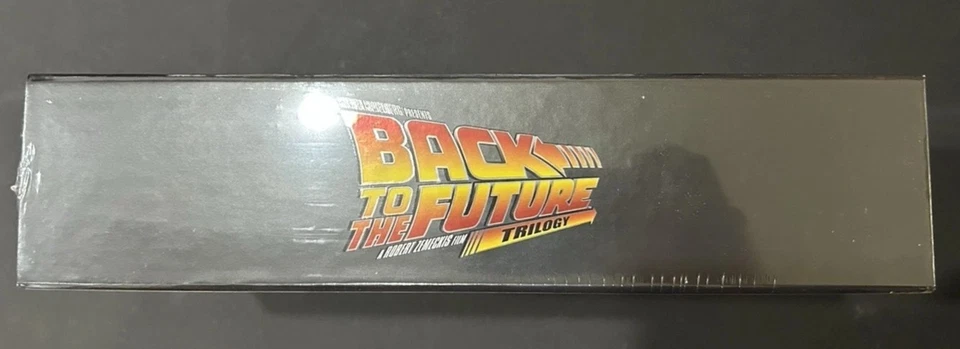 PRESENTS
BACK
TO THE FUTURE
TRILOGY
A ROBERT ZEMECKIS FILM